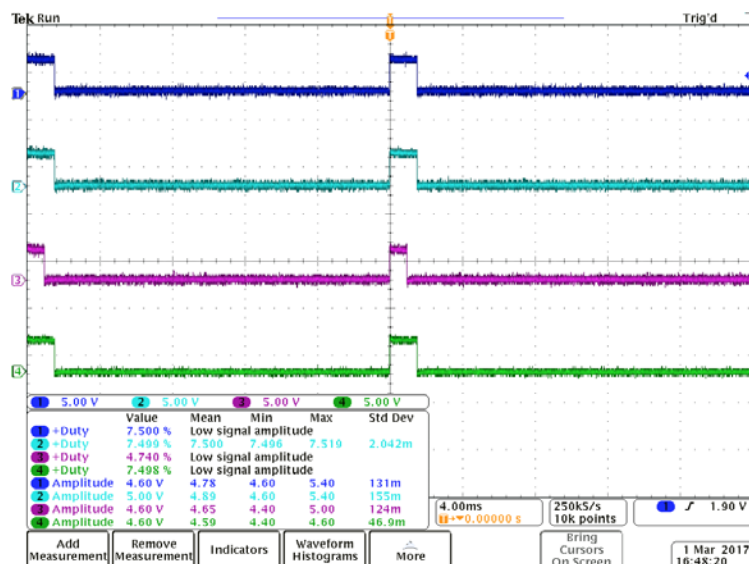 Tek Run Trig'd
T
T
1
2
3
4
1 5.00 V 2 5.00 V 3 5.00 V 4 5.00 V
Value Mean Min Max Std Dev
1 +Duty 7.500 % Low signal amplitude
2 +Duty 7.499 % 7.500 7.496 7.519 2.042m
3 +Duty 4.740 % Low signal amplitude
4 +Duty 7.498 % Low signal amplitude
1 Amplitude 4.60 V 4.78 4.60 5.40 131m
2 Amplitude 5.00 V 4.89 4.60 5.40 155m
3 Amplitude 4.60 V 4.65 4.40 5.00 124m
4 Amplitude 4.60 V 4.59 4.40 4.60 46.9m
4.00ms 250kS/s 1 1.90 V
T 0.00000 s 10k points
Add Measurement
Remove Measurement
Indicators
Waveform Histograms
More
Bring Cursors On Screen
1 Mar 2017
16:48:20